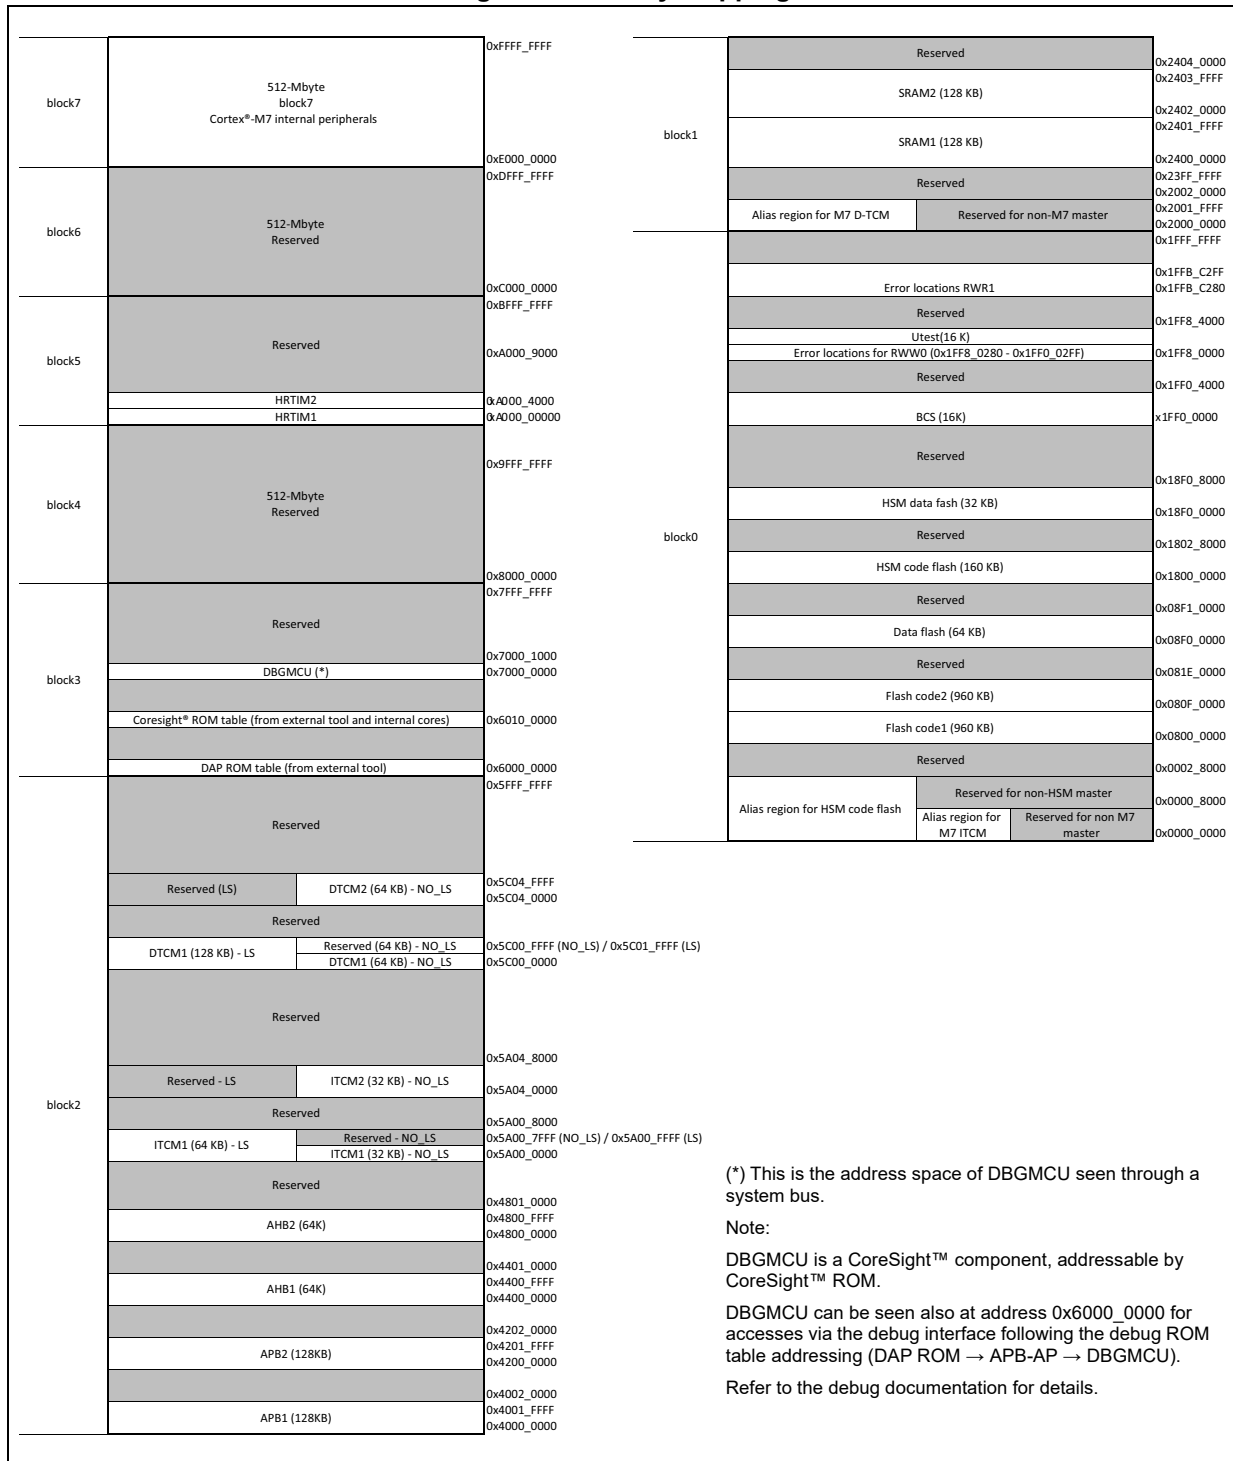 0xFFFF_FFFF
block7
512-Mbyte
block7
Cortex®-M7 internal peripherals
0xE000_0000
0xDFFF_FFFF
block6
512-Mbyte
Reserved
0xC000_0000
0xBFFF_FFFF
block5
Reserved
0xA000_9000
HRTIM2
0xA000_4000
HRTIM1
0xA000_00000
0x9FFF_FFFF
block4
512-Mbyte
Reserved
0x8000_0000
0x7FFF_FFFF
Reserved
0x7000_1000
block3
DBGMCU (*)
0x7000_0000
Coresight® ROM table (from external tool and internal cores)
0x6010_0000
DAP ROM table (from external tool)
0x6000_0000
0x5FFF_FFFF
Reserved
Reserved (LS)
DTCM2 (64 KB) - NO_LS
0x5C04_FFFF
0x5C04_0000
Reserved
DTCM1 (128 KB) - LS
Reserved (64 KB) - NO_LS
0x5C00_FFFF (NO_LS) / 0x5C01_FFFF (LS)
DTCM1 (64 KB) - NO_LS
0x5C00_0000
Reserved
0x5A04_8000
Reserved - LS
ITCM2 (32 KB) - NO_LS
0x5A04_0000
block2
Reserved
0x5A00_8000
ITCM1 (64 KB) - LS
Reserved - NO_LS
0x5A00_7FFF (NO_LS) / 0x5A00_FFFF (LS)
ITCM1 (32 KB) - NO_LS
0x5A00_0000
Reserved
0x4801_0000
AHB2 (64K)
0x4800_FFFF
0x4800_0000
0x4401_0000
AHB1 (64K)
0x4400_FFFF
0x4400_0000
0x4202_0000
APB2 (128KB)
0x4201_FFFF
0x4200_0000
0x4002_0000
APB1 (128KB)
0x4001_FFFF
0x4000_0000
Reserved
0x2404_0000
0x2403_FFFF
SRAM2 (128 KB)
0x2402_0000
0x2401_FFFF
block1
SRAM1 (128 KB)
0x2400_0000
0x23FF_FFFF
Reserved
0x2002_0000
Alias region for M7 D-TCM
Reserved for non-M7 master
0x2001_FFFF
0x2000_0000
0x1FFF_FFFF
0x1FFB_C2FF
Error locations RWR1
0x1FFB_C280
Reserved
0x1FF8_4000
Utest(16 K)
Error locations for RWW0 (0x1FF8_0280 - 0x1FF0_02FF)
0x1FF8_0000
Reserved
0x1FF0_4000
BCS (16K)
x1FF0_0000
Reserved
0x18F0_8000
HSM data fash (32 KB)
0x18F0_0000
block0
Reserved
0x1802_8000
HSM code flash (160 KB)
0x1800_0000
Reserved
0x08F1_0000
Data flash (64 KB)
0x08F0_0000
Reserved
0x081E_0000
Flash code2 (960 KB)
0x080F_0000
Flash code1 (960 KB)
0x0800_0000
Reserved
0x0002_8000
Alias region for HSM code flash
Reserved for non-HSM master
0x0000_8000
Alias region for
M7 ITCM
Reserved for non M7
master
0x0000_0000
(*) This is the address space of DBGMCU seen through a
system bus.
Note:
DBGMCU is a CoreSight™ component, addressable by
CoreSight™ ROM.
DBGMCU can be seen also at address 0x6000_0000 for
accesses via the debug interface following the debug ROM
table addressing (DAP ROM → APB-AP → DBGMCU).
Refer to the debug documentation for details.